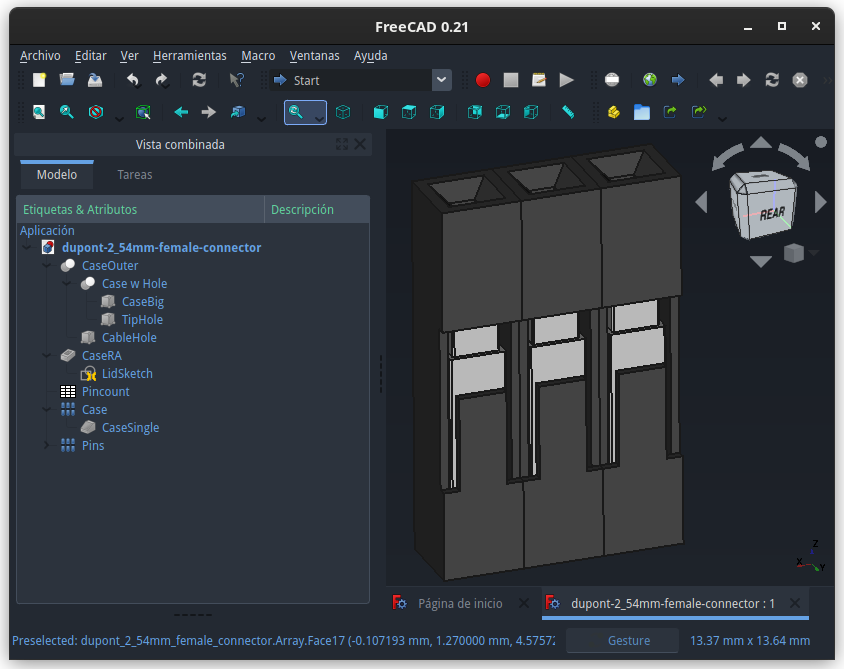 FreeCAD 0.21
Archivo Editar Ver Herramientas Macro Ventanas Ayuda
Start
Vista combinada
Modelo Tareas
Etiquetas & Atributos Descripción
Aplicación
dupont-2_54mm-female-connector
CaseOuter
Case w Hole
CaseBig
TipHole
CableHole
CaseRA
LidSketch
Pincount
Case
CaseSingle
Pins
REAR
Z
X
Y
Página de inicio dupont-2_54mm-female-connector : 1
Preselected: dupont_2_54mm_female_connector.Array.Face17 (-0.107193 mm, 1.270000 mm, 4.57572 Gesture 13.37 mm x 13.64 mm